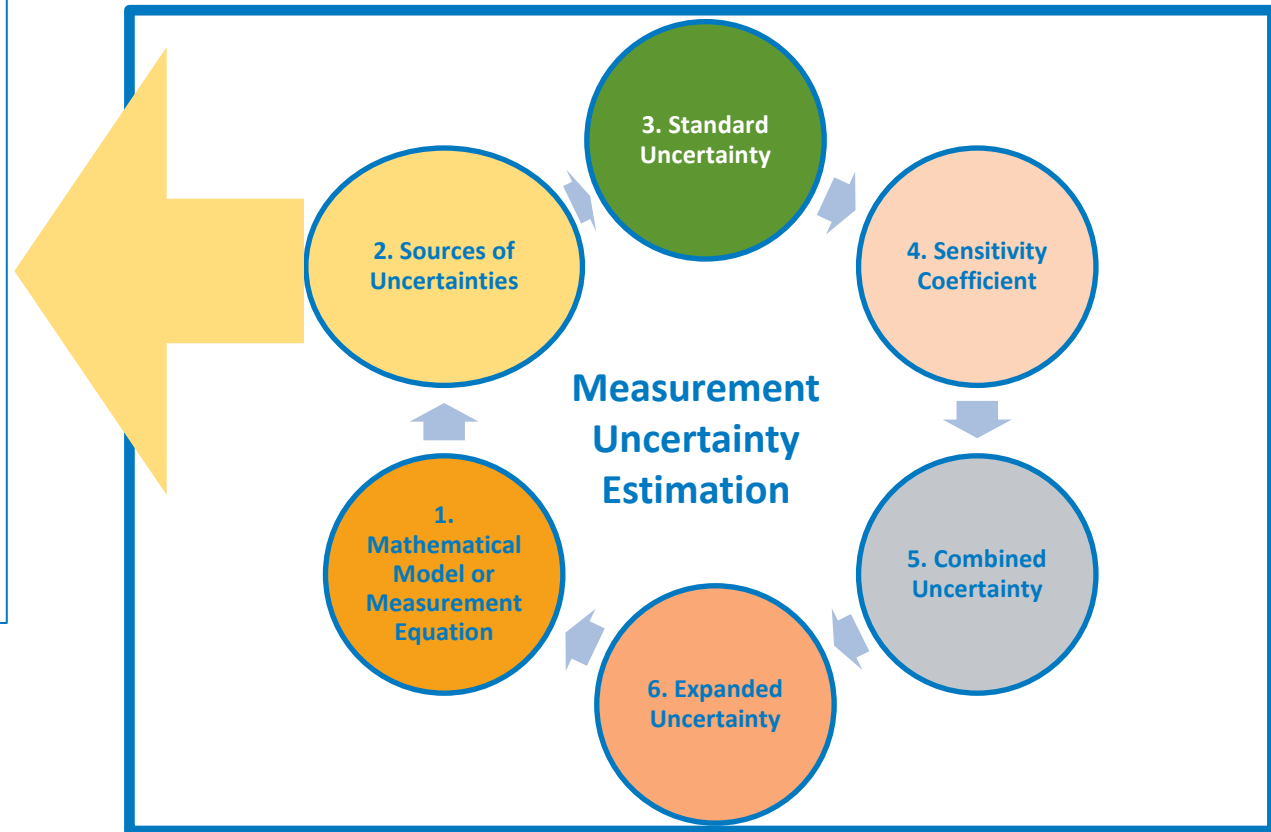 3. Standard
Uncertainty
2. Sources of
Uncertainties
4. Sensitivity
Coefficient
Measurement
Uncertainty
Estimation
1.
Mathematical
Model or
Measurement
Equation
5. Combined
Uncertainty
6. Expanded
Uncertainty